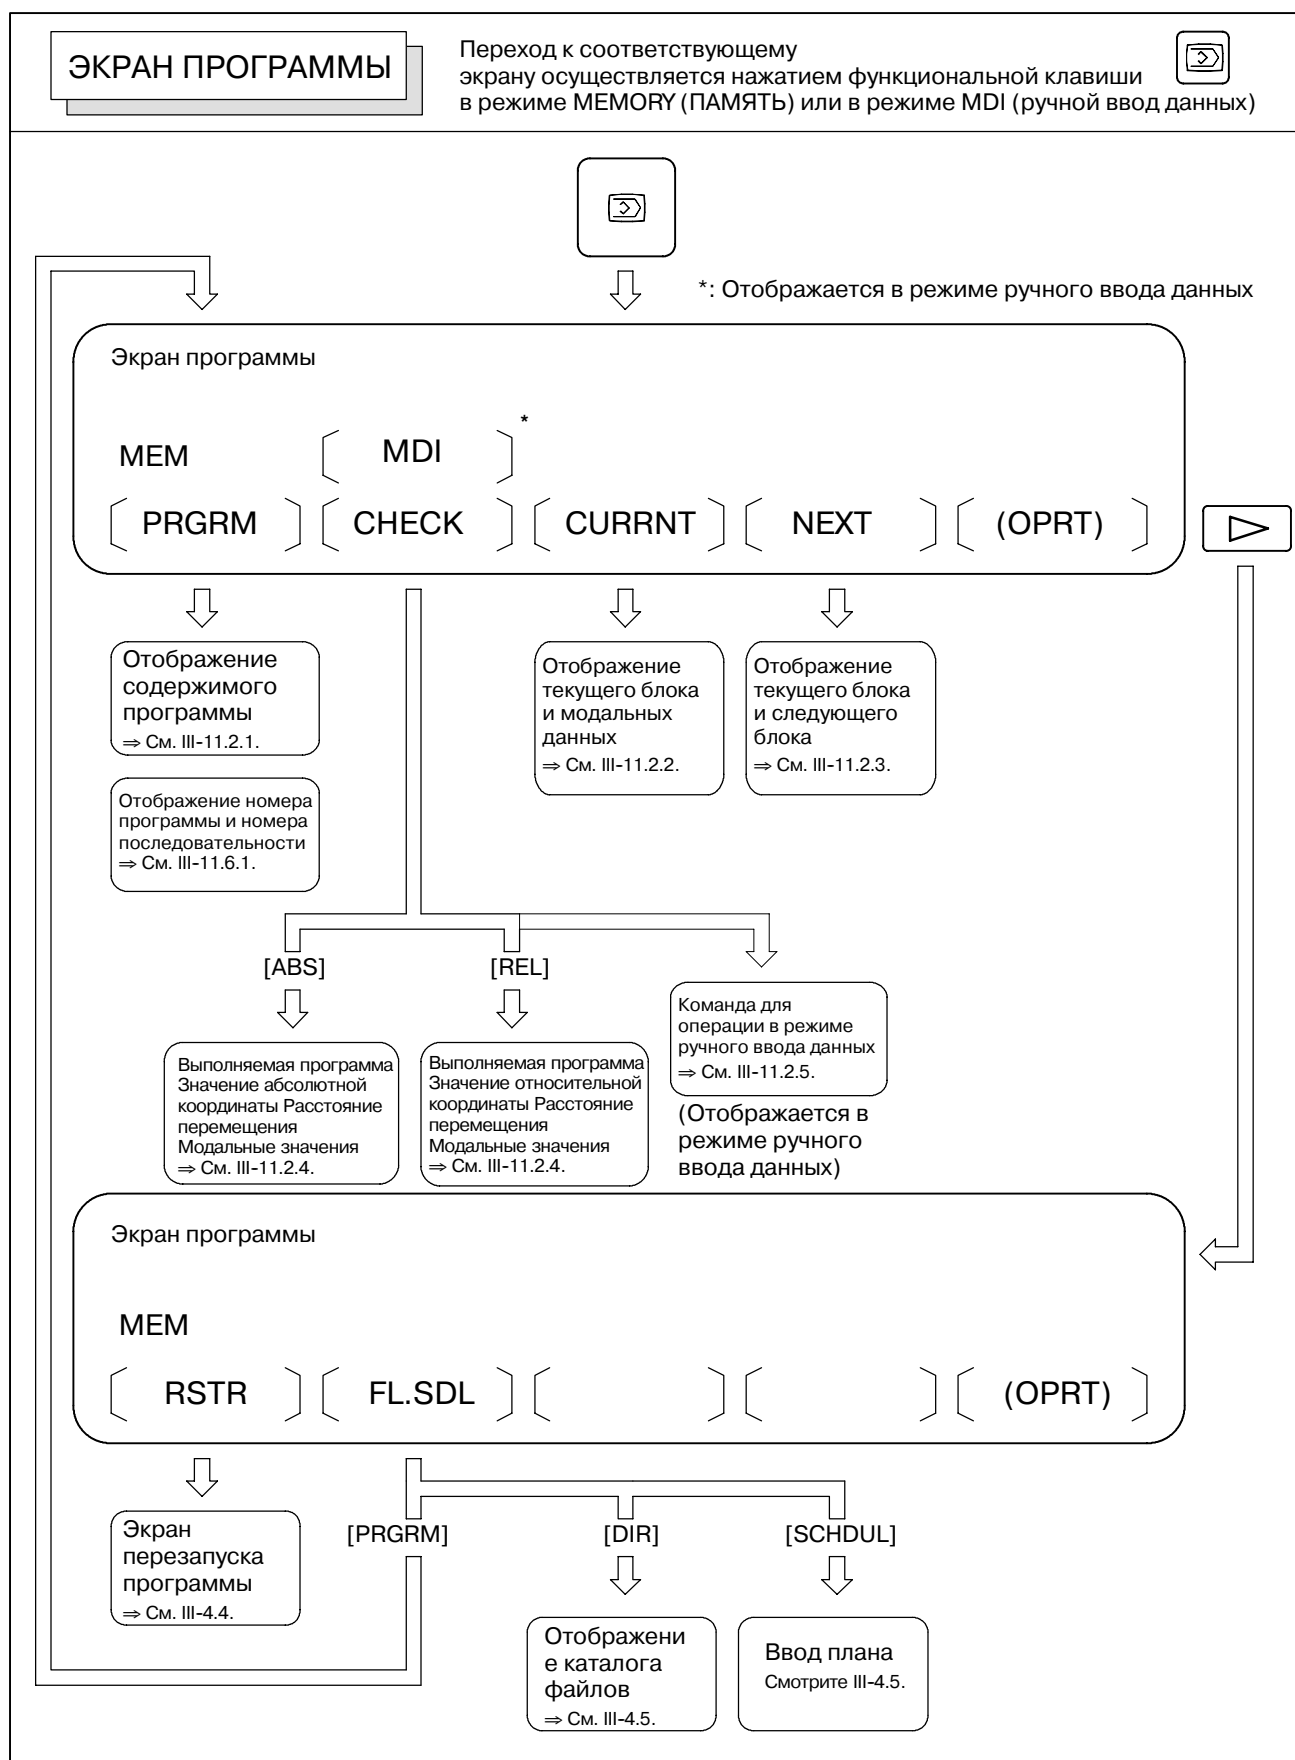 ЭКРАН ПРОГРАММЫ
Переход к соответствующему
экрану осуществляется нажатием функциональной клавиши
в режиме MEMORY (ПАМЯТЬ) или в режиме MDI (ручной ввод данных)
*: Отображается в режиме ручного ввода данных
Экран программы
*
MEM
MDI
PRGRM
CHECK
CURRNT
NEXT
(OPRT)
Отображение
содержимого
программы
⇒ См. III-11.2.1.
Отображение
текущего блока
и модальных
данных
⇒ См. III-11.2.2.
Отображение
текущего блока
и следующего
блока
⇒ См. III-11.2.3.
Отображение номера
программы и номера
последовательности
⇒ См. III-11.6.1.
[ABS]
[REL]
Выполняемая программа
Значение абсолютной
координаты Расстояние
перемещения
Модальные значения
⇒ См. III-11.2.4.
Выполняемая программа
Значение относительной
координаты Расстояние
перемещения
Модальные значения
⇒ См. III-11.2.4.
Команда для
операции в режиме
ручного ввода данных
⇒ См. III-11.2.5.
(Отображается в
режиме ручного
ввода данных)
Экран программы
MEM
RSTR
FL.SDL
(OPRT)
Экран
перезапуска
программы
⇒ См. III-4.4.
[PRGRM]
[DIR]
[SCHDUL]
Отображени
е каталога
файлов
⇒ См. III-4.5.
Ввод плана
Смотрите III-4.5.